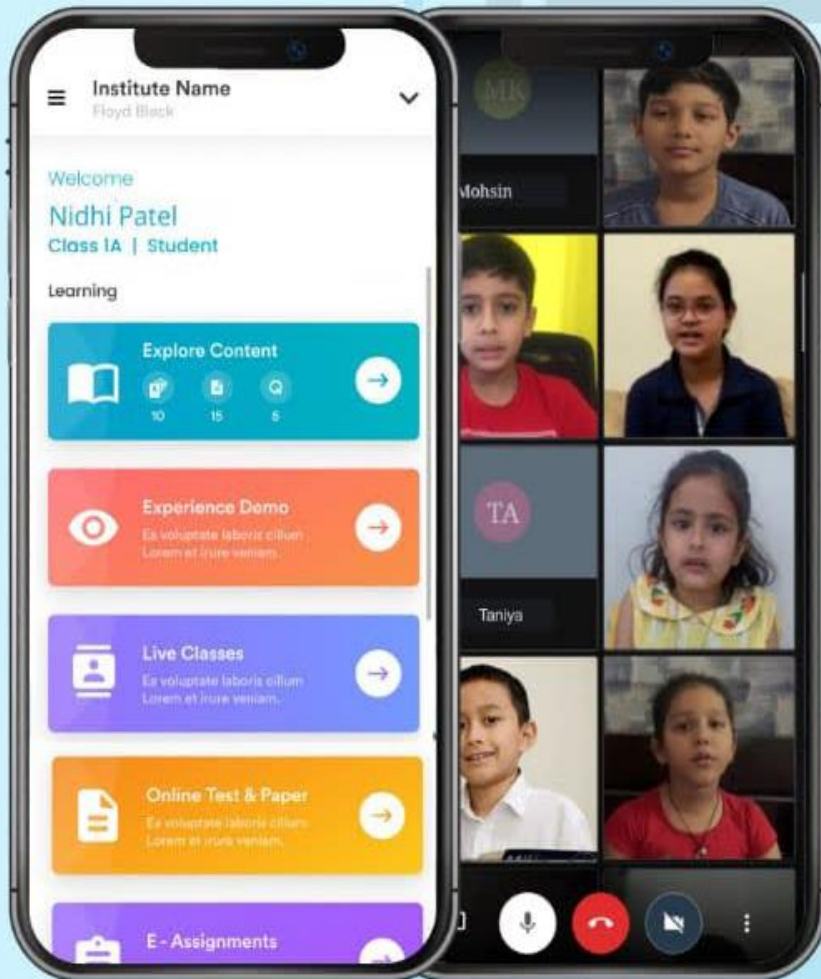 Institute Name
Floyd Black
Welcome
Nidhi Patel
Class 1A | Student
Learning
Explore Content
10 15 5
Experience Demo
Ea voluptate laboris cillum
Lorem et irure veniam.
Live Classes
Ea voluptate laboris cillum
Lorem et irure veniam.
Online Test & Paper
Ea voluptate laboris cillum
Lorem et irure veniam.
E - Assignments
MK
Mohsin
TA
Taniya